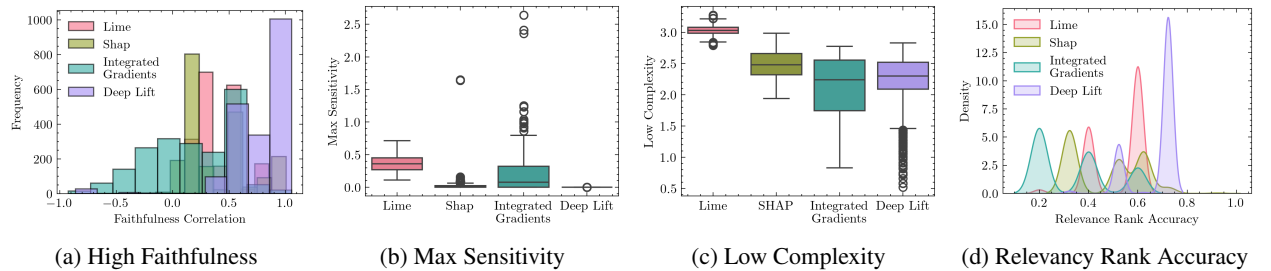 1000
800
600
400
200
0
Frequency
Lime
Shap
Integrated
Gradients
Deep Lift
−1.0
−0.5
0.0
0.5
1.0
Faithfulness Correlation
(a) High Faithfulness
2.5
2.0
1.5
1.0
0.5
0.0
Max Sensitivity
Lime
Shap
Integrated
Gradients
Deep Lift
(b) Max Sensitivity
3.0
2.5
2.0
1.5
1.0
0.5
Low Complexity
Lime
SHAP
Integrated
Gradients
Deep Lift
(c) Low Complexity
15.0
12.5
10.0
7.5
5.0
2.5
0.0
Density
Lime
Shap
Integrated
Gradients
Deep Lift
0.2
0.4
0.6
0.8
1.0
Relevance Rank Accuracy
(d) Relevancy Rank Accuracy